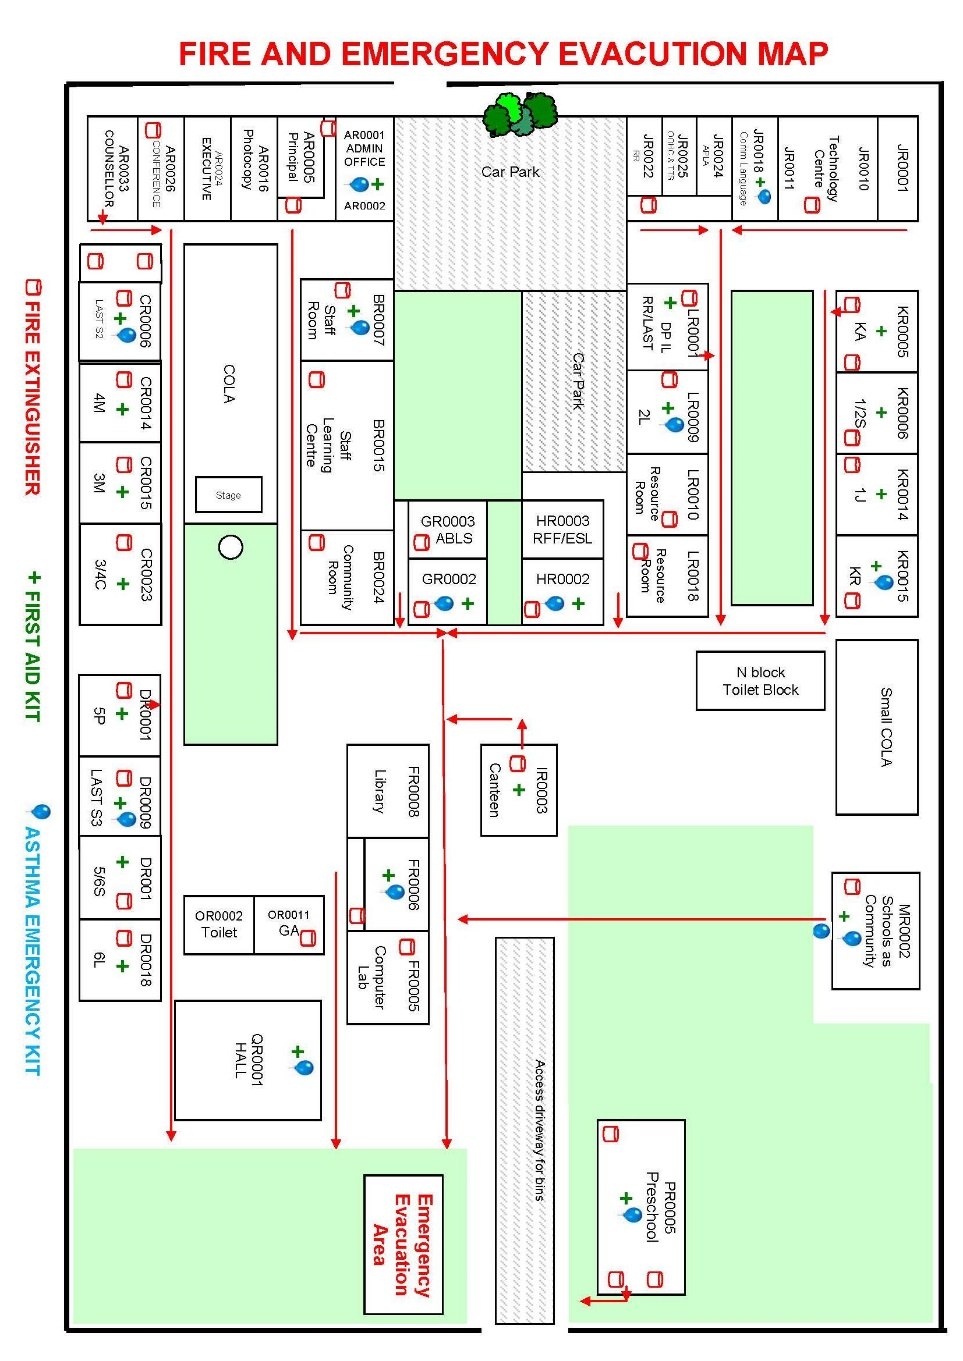 FIRE AND EMERGENCY EVACUTION MAP
AR0033
COUNSELLOR
AR0026
CONFERENCE
AR0024
EXECUTIVE
AR0016
Photocopy
AR0005
Principal
AR0001
ADMIN
OFFICE
AR0002
Car Park
JR0022
RR
JR0025
JR0024
APLA
JR0018
Comm Language
JR0011
Technology
Centre
JR0010
JR0001
CR0006
LAST S2
CR0014
4M
CR0015
3M
CR0023
3/4C
COLA
Stage
BR0007
Staff
Room
BR0015
Staff
Learning
Centre
BR0024
Community
Room
Car Park
GR0003
ABLS
GR0002
HR0003
RFF/ESL
HR0002
LR0001
DP IL
RR/LAST
LR0009
2L
LR0010
Resource
Room
LR0018
Resource
Room
KR0005
KA
KR0006
1/2S
KR0014
1J
KR0015
KR
N block
Toilet Block
Small COLA
DR0001
5P
DR0009
LAST S3
DR001
5/6S
DR0018
6L
FR0008
Library
FR0006
FR0005
Computer
Lab
IR0003
Canteen
OR0002
Toilet
OR0011
GA
QR0001
HALL
MR0002
Schools as
Community
Access driveway for bins
PR0005
Preschool
Emergency
Evacuation
Area
FIRE EXTINGUISHER
+ FIRST AID KIT
ASTHMA EMERGENCY KIT